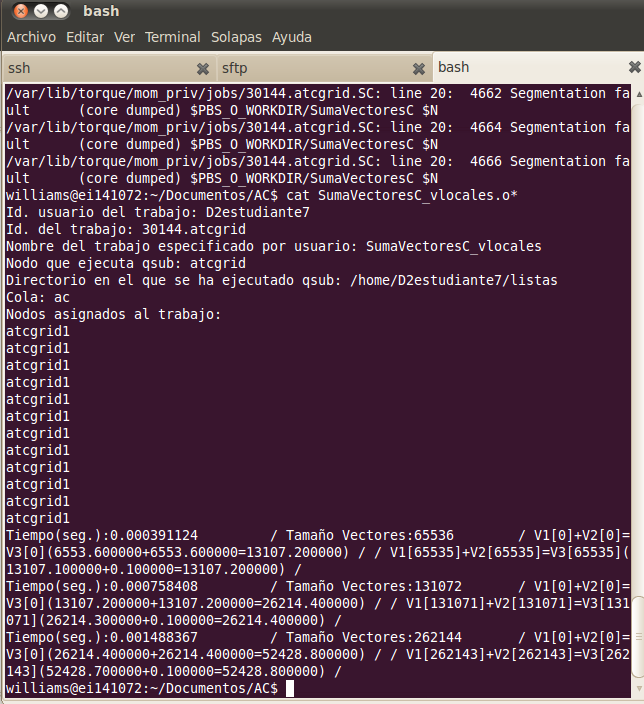 bash
Archivo Editar Ver Terminal Solapas Ayuda
ssh sftp bash
/var/lib/torque/mom_priv/jobs/30144.atcgrid.SC: line 20:  4662 Segmentation fa
ult      (core dumped) $PBS_O_WORKDIR/SumaVectoresC $N
/var/lib/torque/mom_priv/jobs/30144.atcgrid.SC: line 20:  4664 Segmentation fa
ult      (core dumped) $PBS_O_WORKDIR/SumaVectoresC $N
/var/lib/torque/mom_priv/jobs/30144.atcgrid.SC: line 20:  4666 Segmentation fa
ult      (core dumped) $PBS_O_WORKDIR/SumaVectoresC $N
williams@ei141072:~/Documentos/AC$ cat SumaVectoresC_vlocales.o*
Id. usuario del trabajo: D2estudiante7
Id. del trabajo: 30144.atcgrid
Nombre del trabajo especificado por usuario: SumaVectoresC_vlocales
Nodo que ejecuta qsub: atcgrid
Directorio en el que se ha ejecutado qsub: /home/D2estudiante7/listas
Cola: ac
Nodos asignados al trabajo:
atcgrid1
atcgrid1
atcgrid1
atcgrid1
atcgrid1
atcgrid1
atcgrid1
atcgrid1
atcgrid1
atcgrid1
atcgrid1
atcgrid1
Tiempo(seg.):0.000391124         / Tamaño Vectores:65536        / V1[0]+V2[0]=
V3[0](6553.600000+6553.600000=13107.200000) / / V1[65535]+V2[65535]=V3[65535](
13107.100000+0.100000=13107.200000) /
Tiempo(seg.):0.000758408         / Tamaño Vectores:131072       / V1[0]+V2[0]=
V3[0](13107.200000+13107.200000=26214.400000) / / V1[131071]+V2[131071]=V3[131
071](26214.300000+0.100000=26214.400000) /
Tiempo(seg.):0.001488367         / Tamaño Vectores:262144       / V1[0]+V2[0]=
V3[0](26214.400000+26214.400000=52428.800000) / / V1[262143]+V2[262143]=V3[262
143](52428.700000+0.100000=52428.800000) /
williams@ei141072:~/Documentos/AC$